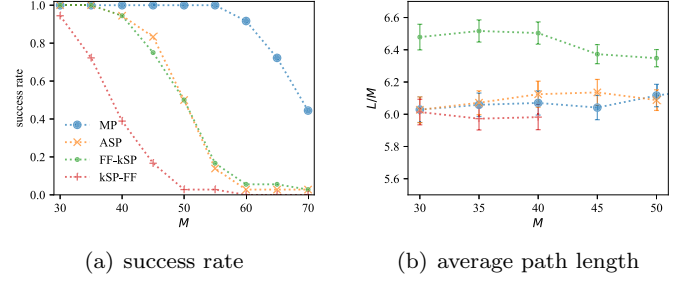 1.0
0.8
0.6
0.4
0.2
0.0
success rate
MP
ASP
FF-kSP
kSP-FF
30 40 50 60 70
M
(a) success rate
6.6
6.4
6.2
6.0
5.8
5.6
L/M
30 35 40 45 50
M
(b) average path length